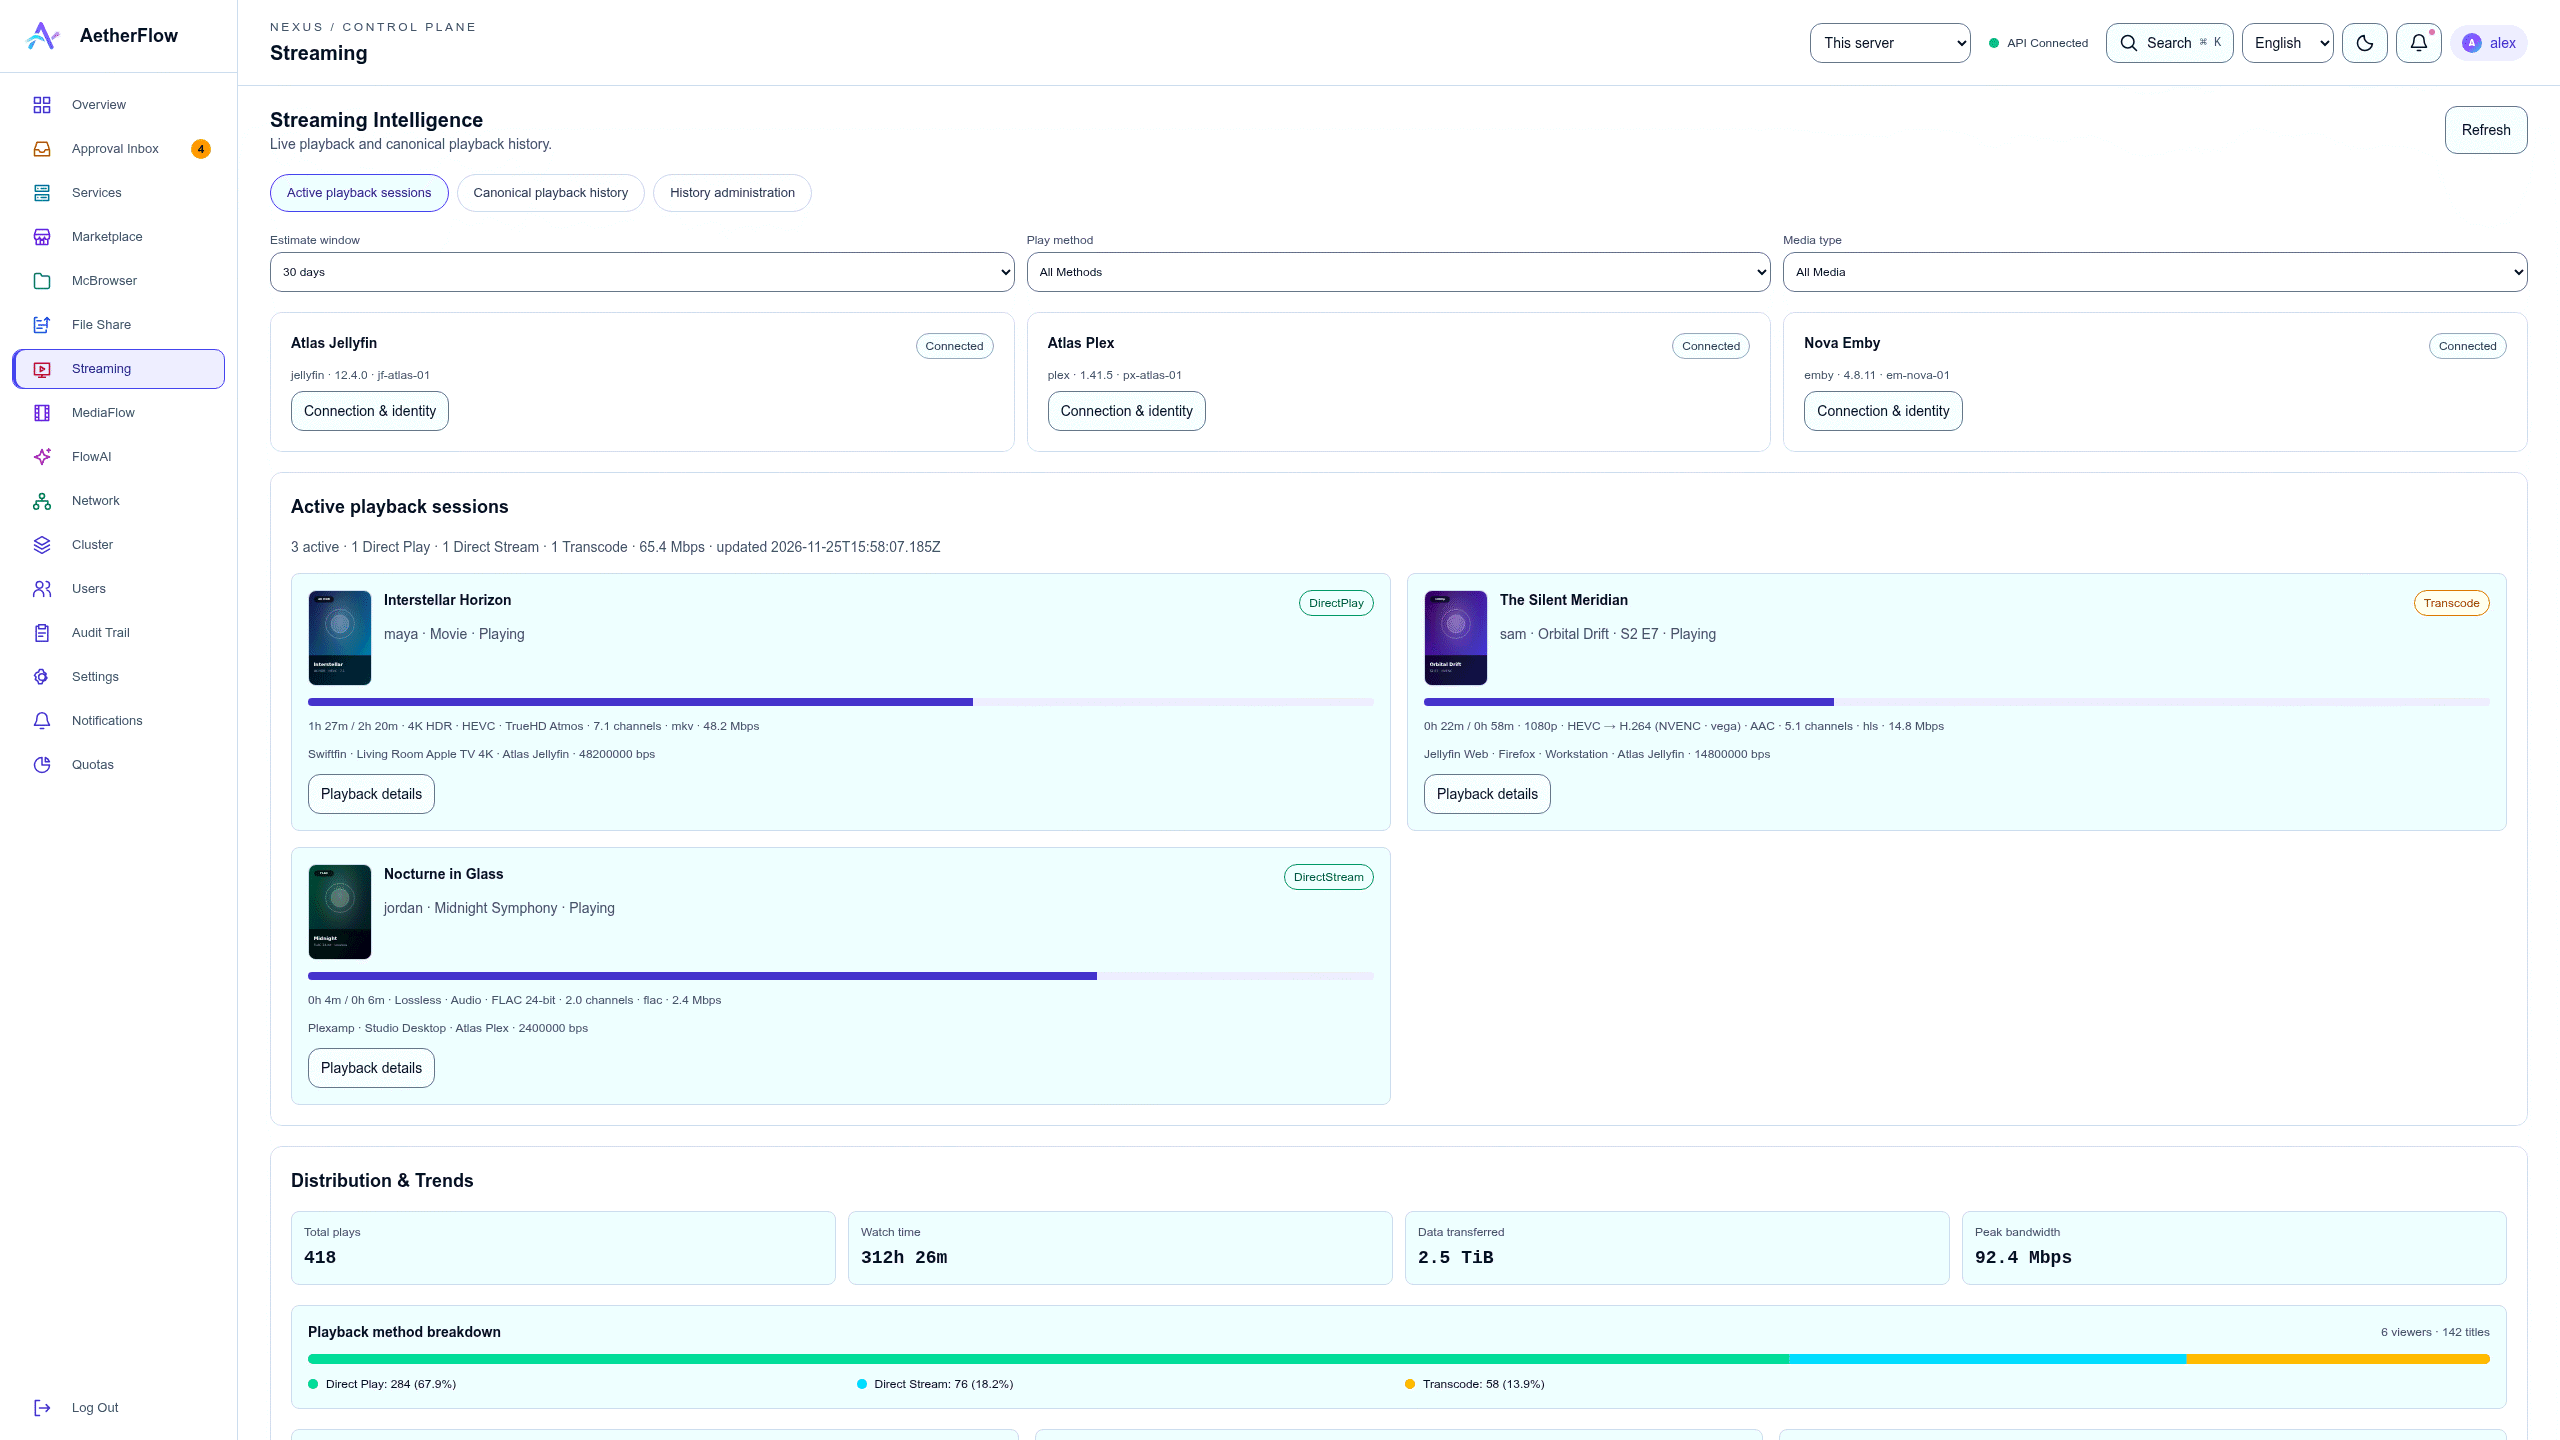 AetherFlow
Overview
Approval Inbox 4
Services
Marketplace
McBrowser
File Share
Streaming
MediaFlow
FlowAI
Network
Cluster
Users
Audit Trail
Settings
Notifications
Quotas
Log Out
NEXUS / CONTROL PLANE
Streaming
This server
API Connected
Search ⌘ K
English
A alex
Streaming Intelligence
Live playback and canonical playback history.
Refresh
Active playback sessions
Canonical playback history
History administration
Estimate window
30 days
Play method
All Methods
Media type
All Media
Atlas Jellyfin
Connected
jellyfin · 12.4.0 · jf-atlas-01
Connection & identity
Atlas Plex
Connected
plex · 1.41.5 · px-atlas-01
Connection & identity
Nova Emby
Connected
emby · 4.8.11 · em-nova-01
Connection & identity
Active playback sessions
3 active · 1 Direct Play · 1 Direct Stream · 1 Transcode · 65.4 Mbps · updated 2026-11-25T15:58:07.185Z
Interstellar
Interstellar Horizon
DirectPlay
maya · Movie · Playing
1h 27m / 2h 20m · 4K HDR · HEVC · TrueHD Atmos · 7.1 channels · mkv · 48.2 Mbps
Swiftfin · Living Room Apple TV 4K · Atlas Jellyfin · 48200000 bps
Playback details
Orbital Drift
The Silent Meridian
Transcode
sam · Orbital Drift · S2 E7 · Playing
0h 22m / 0h 58m · 1080p · HEVC → H.264 (NVENC · vega) · AAC · 5.1 channels · hls · 14.8 Mbps
Jellyfin Web · Firefox · Workstation · Atlas Jellyfin · 14800000 bps
Playback details
Midnight
Nocturne in Glass
DirectStream
jordan · Midnight Symphony · Playing
0h 4m / 0h 6m · Lossless · Audio · FLAC 24-bit · 2.0 channels · flac · 2.4 Mbps
Plexamp · Studio Desktop · Atlas Plex · 2400000 bps
Playback details
Distribution & Trends
Total plays
418
Watch time
312h 26m
Data transferred
2.5 TiB
Peak bandwidth
92.4 Mbps
Playback method breakdown
6 viewers · 142 titles
Direct Play: 284 (67.9%)
Direct Stream: 76 (18.2%)
Transcode: 58 (13.9%)